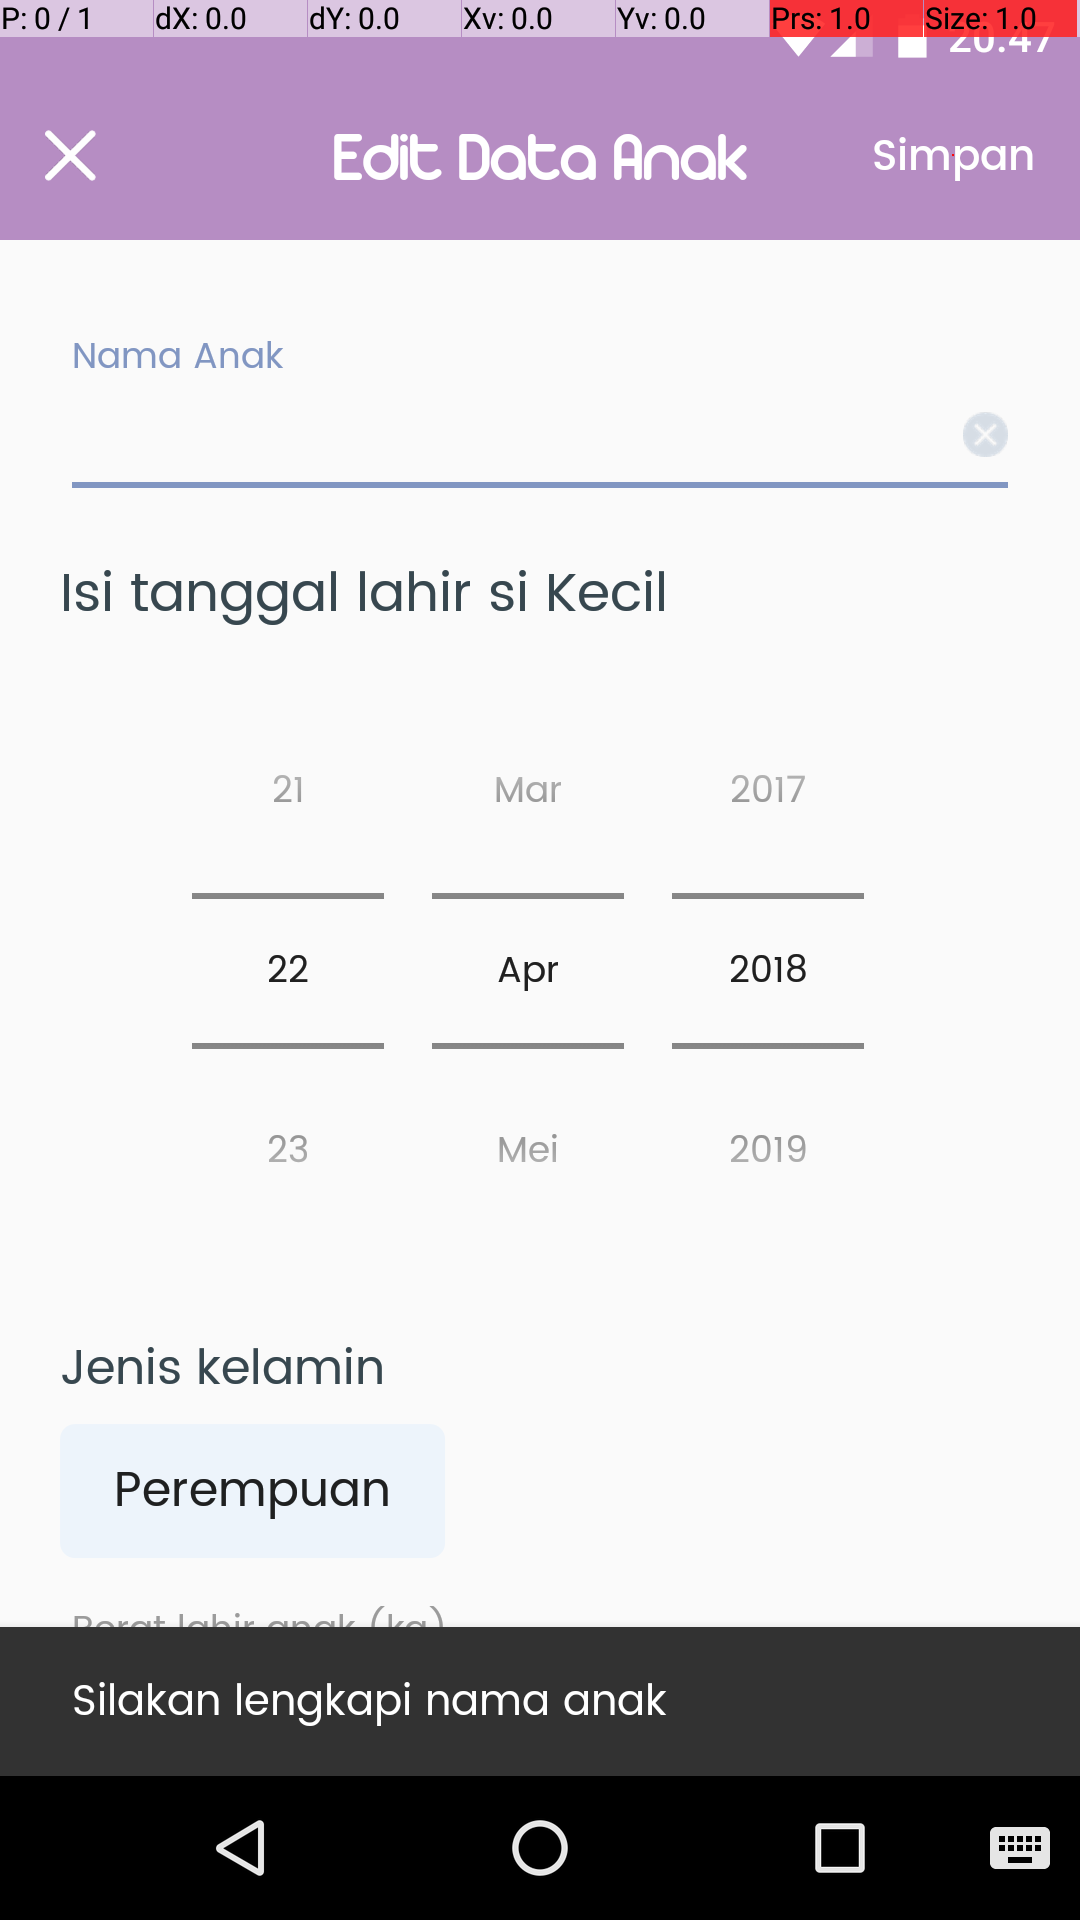 P: 0 / 1 dX: 0.0 dY: 0.0 Xv: 0.0 Yv: 0.0 Prs: 1.0 Size: 1.0
20:47
Edit Data Anak Simpan
Nama Anak
Isi tanggal lahir si Kecil
21 Mar 2017
22 Apr 2018
23 Mei 2019
Jenis kelamin
Perempuan
Berat lahir anak (kg)
Silakan lengkapi nama anak